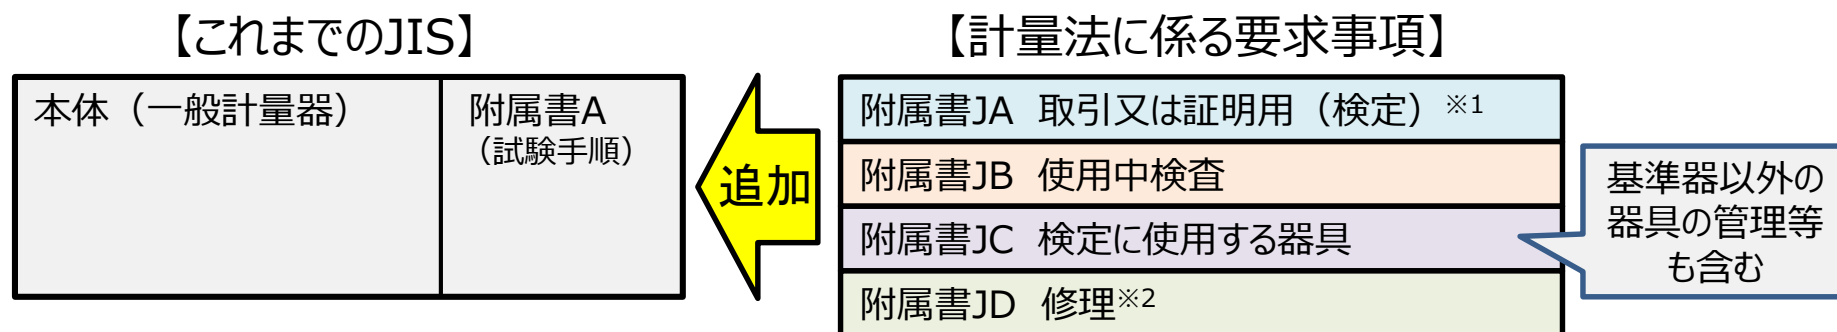 【これまでのJIS】
本体（一般計量器）
附属書A
（試験手順）
追加
【計量法に係る要求事項】
附属書JA 取引又は証明用（検定）※1
附属書JB 使用中検査
附属書JC 検定に使用する器具
附属書JD 修理※2
基準器以外の
器具の管理等
も含む